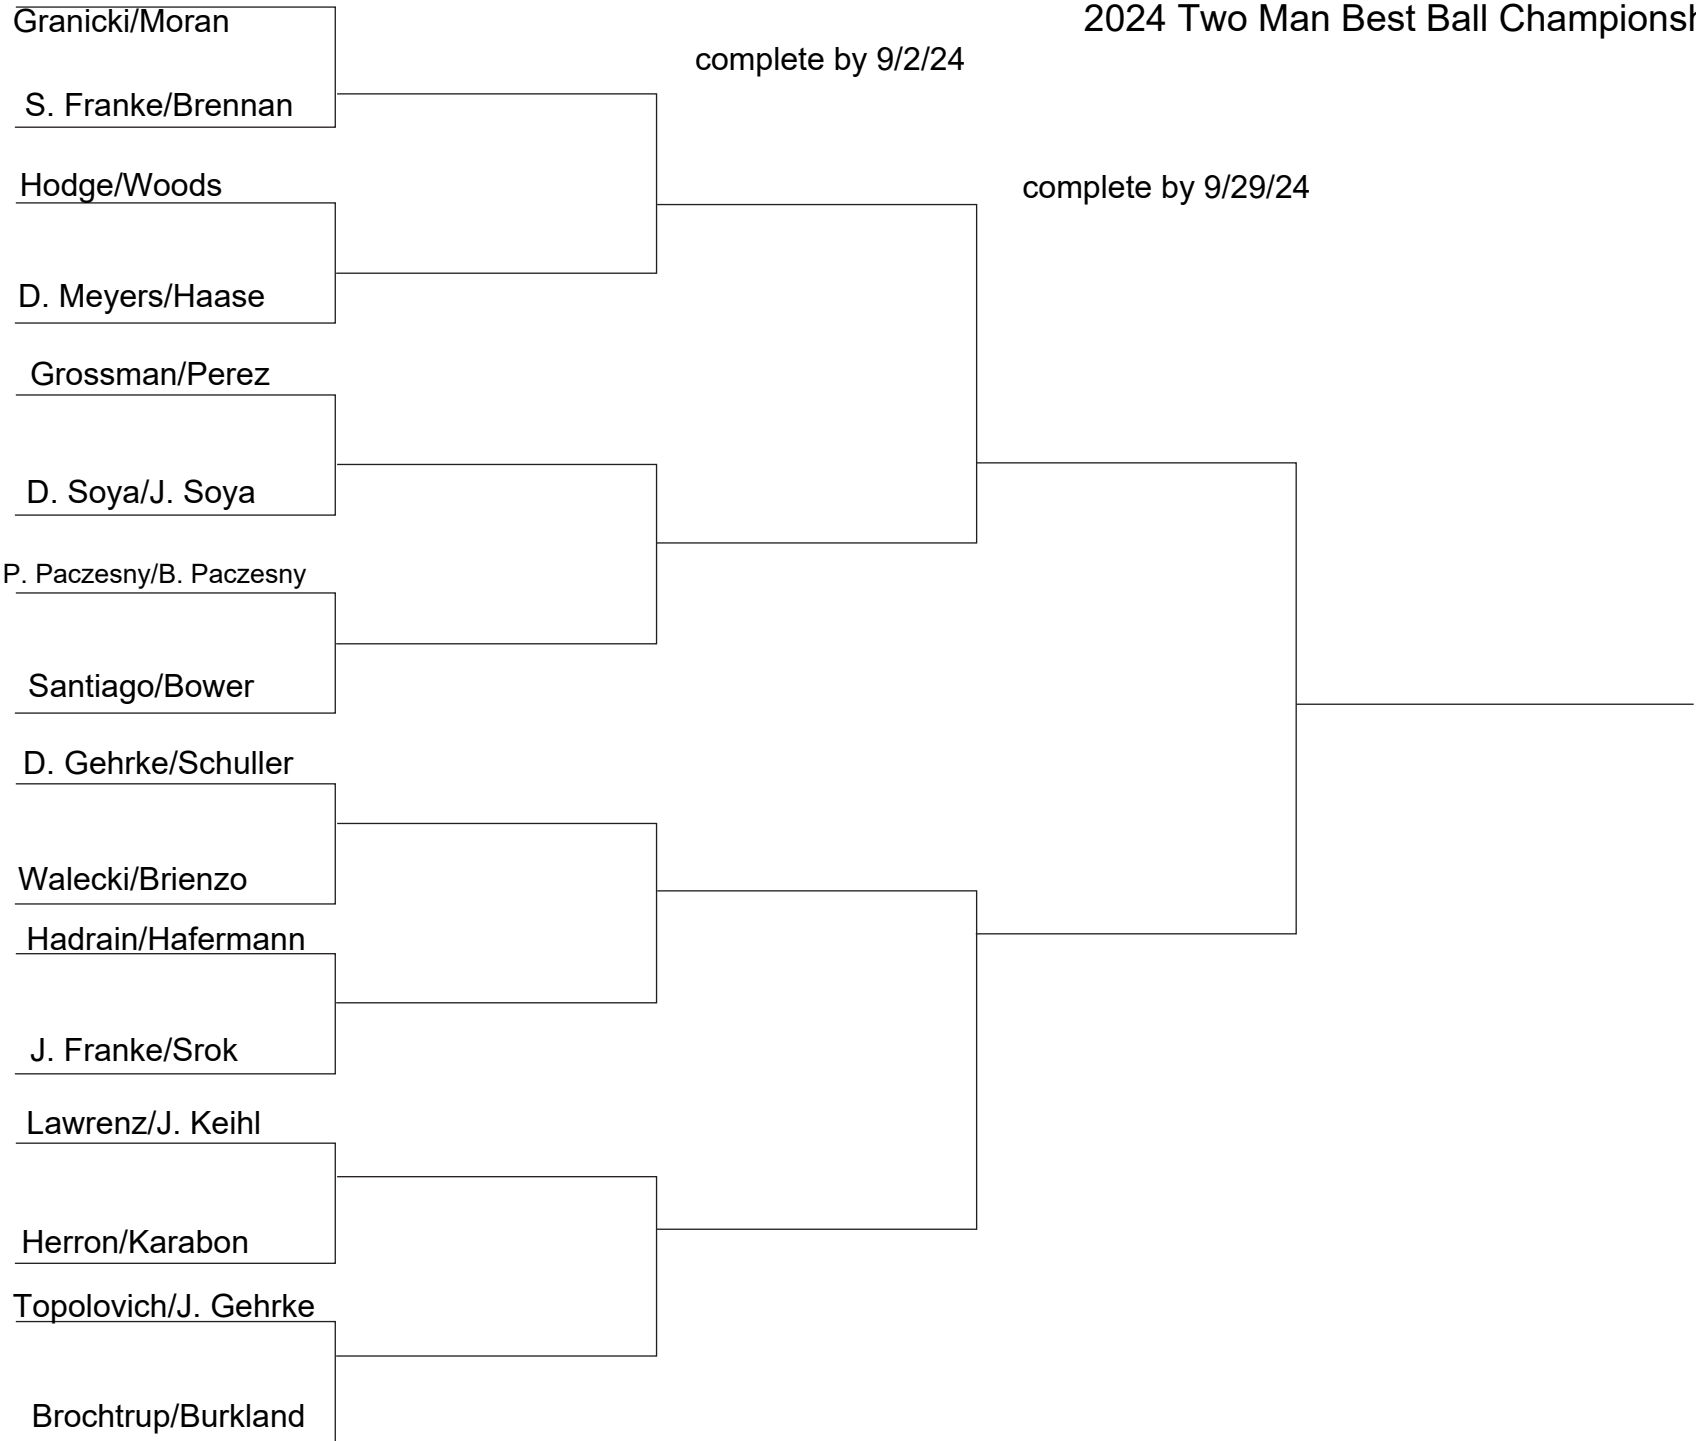 Granicki/Moran
2024 Two Man Best Ball
complete by 9/2/24
S. Franke/Brennan
Hodge/Woods
complete by 9/29/24
D. Meyers/Haase
Grossman/Perez
D. Soya/J. Soya
P. Paczesny/B. Paczesny
Santiago/Bower
D. Gehrke/Schuller
Walecki/Brienzo
Hadrain/Hafermann
J. Franke/Srok
Lawrenz/J. Keihl
Herron/Karabon
Topolovich/J. Gehrke
Brochtrup/Burkland